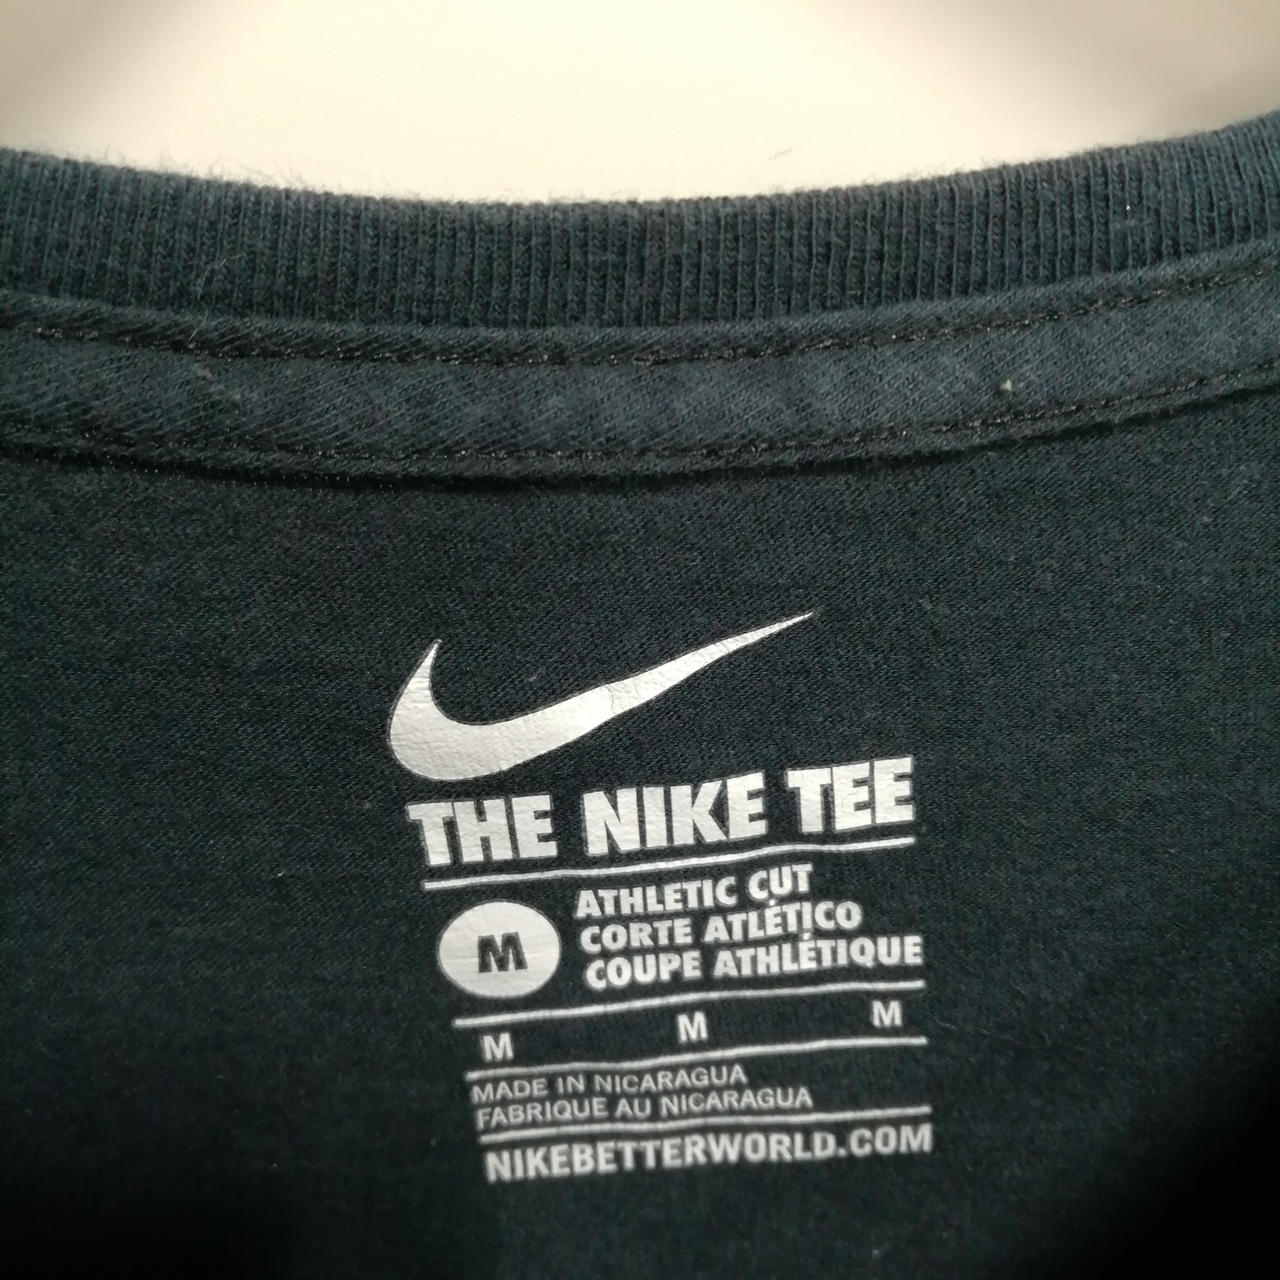 THE NIKE TEE
M
ATHLETIC CUT
CORTE ATLÉTICO
COUPE ATHLÉTIQUE
M M M
MADE IN NICARAGUA
FABRIQUE AU NICARAGUA
NIKEBETTERWORLD.COM